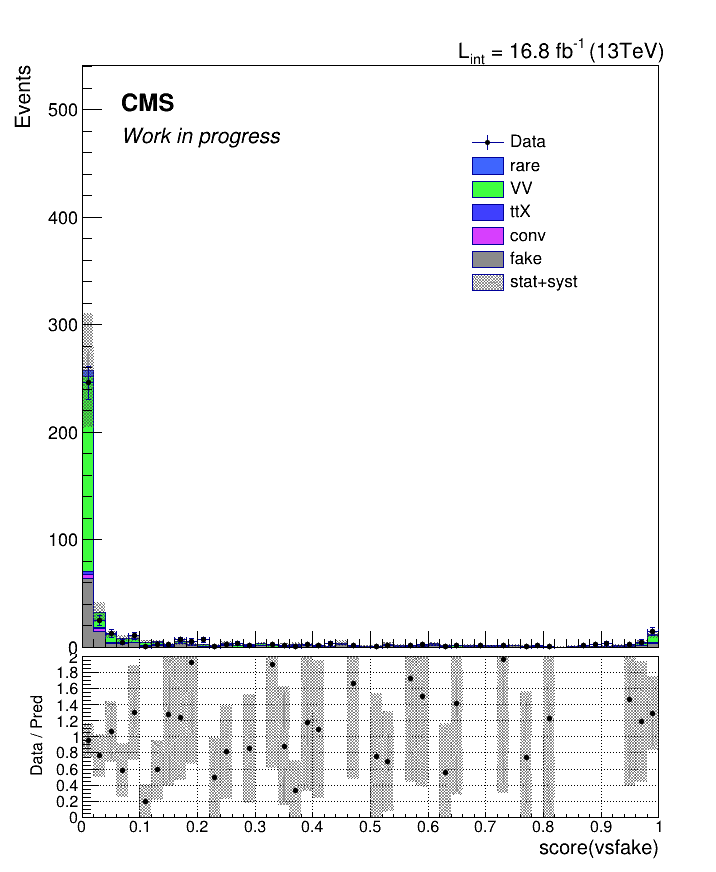 L_int = 16.8 fb^-1 (13TeV)
Events
CMS
Work in progress
500
400
300
200
100
0
Data
rare
VV
ttX
conv
fake
stat+syst
Data / Pred
2
1.8
1.6
1.4
1.2
1
0.8
0.6
0.4
0.2
0
0 0.1 0.2 0.3 0.4 0.5 0.6 0.7 0.8 0.9 1
score(vsfake)